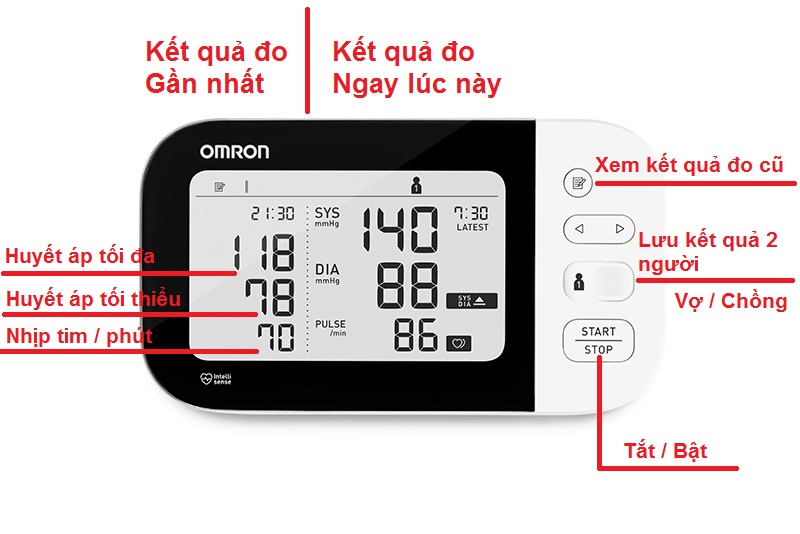 Kết quả đo
Gần nhất
Kết quả đo
Ngay lúc này
OMRON
Xem kết quả đo cũ
21:30
SYS
mmHg
140
7:30
LATEST
118
Huyết áp tối đa
Lưu kết quả 2
người
DIA
mmHg
88
SYS
DIA
78
Huyết áp tối thiểu
1
1
Vợ / Chồng
PULSE
/min
86
70
Nhịp tim / phút
START
STOP
Intelli
sense
Tắt / Bật